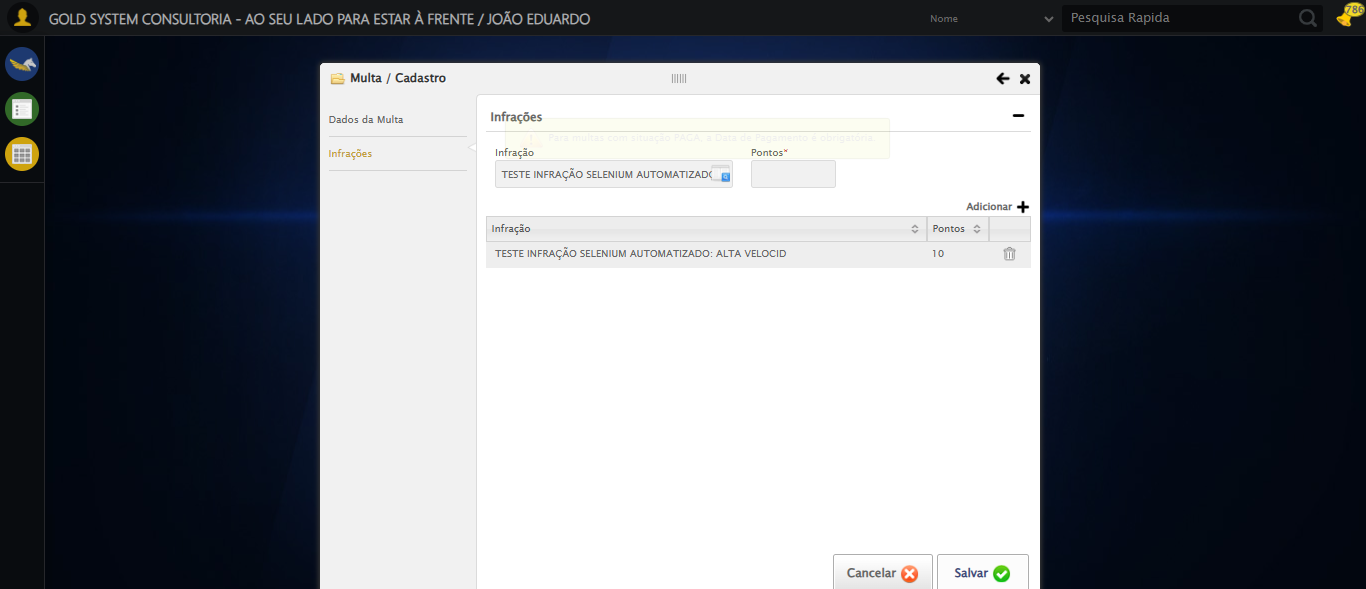 GOLD SYSTEM CONSULTORIA - AO SEU LADO PARA ESTAR À FRENTE / JOÃO EDUARDO
Nome
Pesquisa Rapida
786
Multa / Cadastro
Dados da Multa
Infrações
Infrações
Para multas com situação PAGA, a Data de Pagamento é obrigatória.
Infração
Pontos*
TESTE INFRAÇÃO SELENIUM AUTOMATIZADO
Adicionar
Infração
Pontos
TESTE INFRAÇÃO SELENIUM AUTOMATIZADO: ALTA VELOCID
10
Cancelar
Salvar